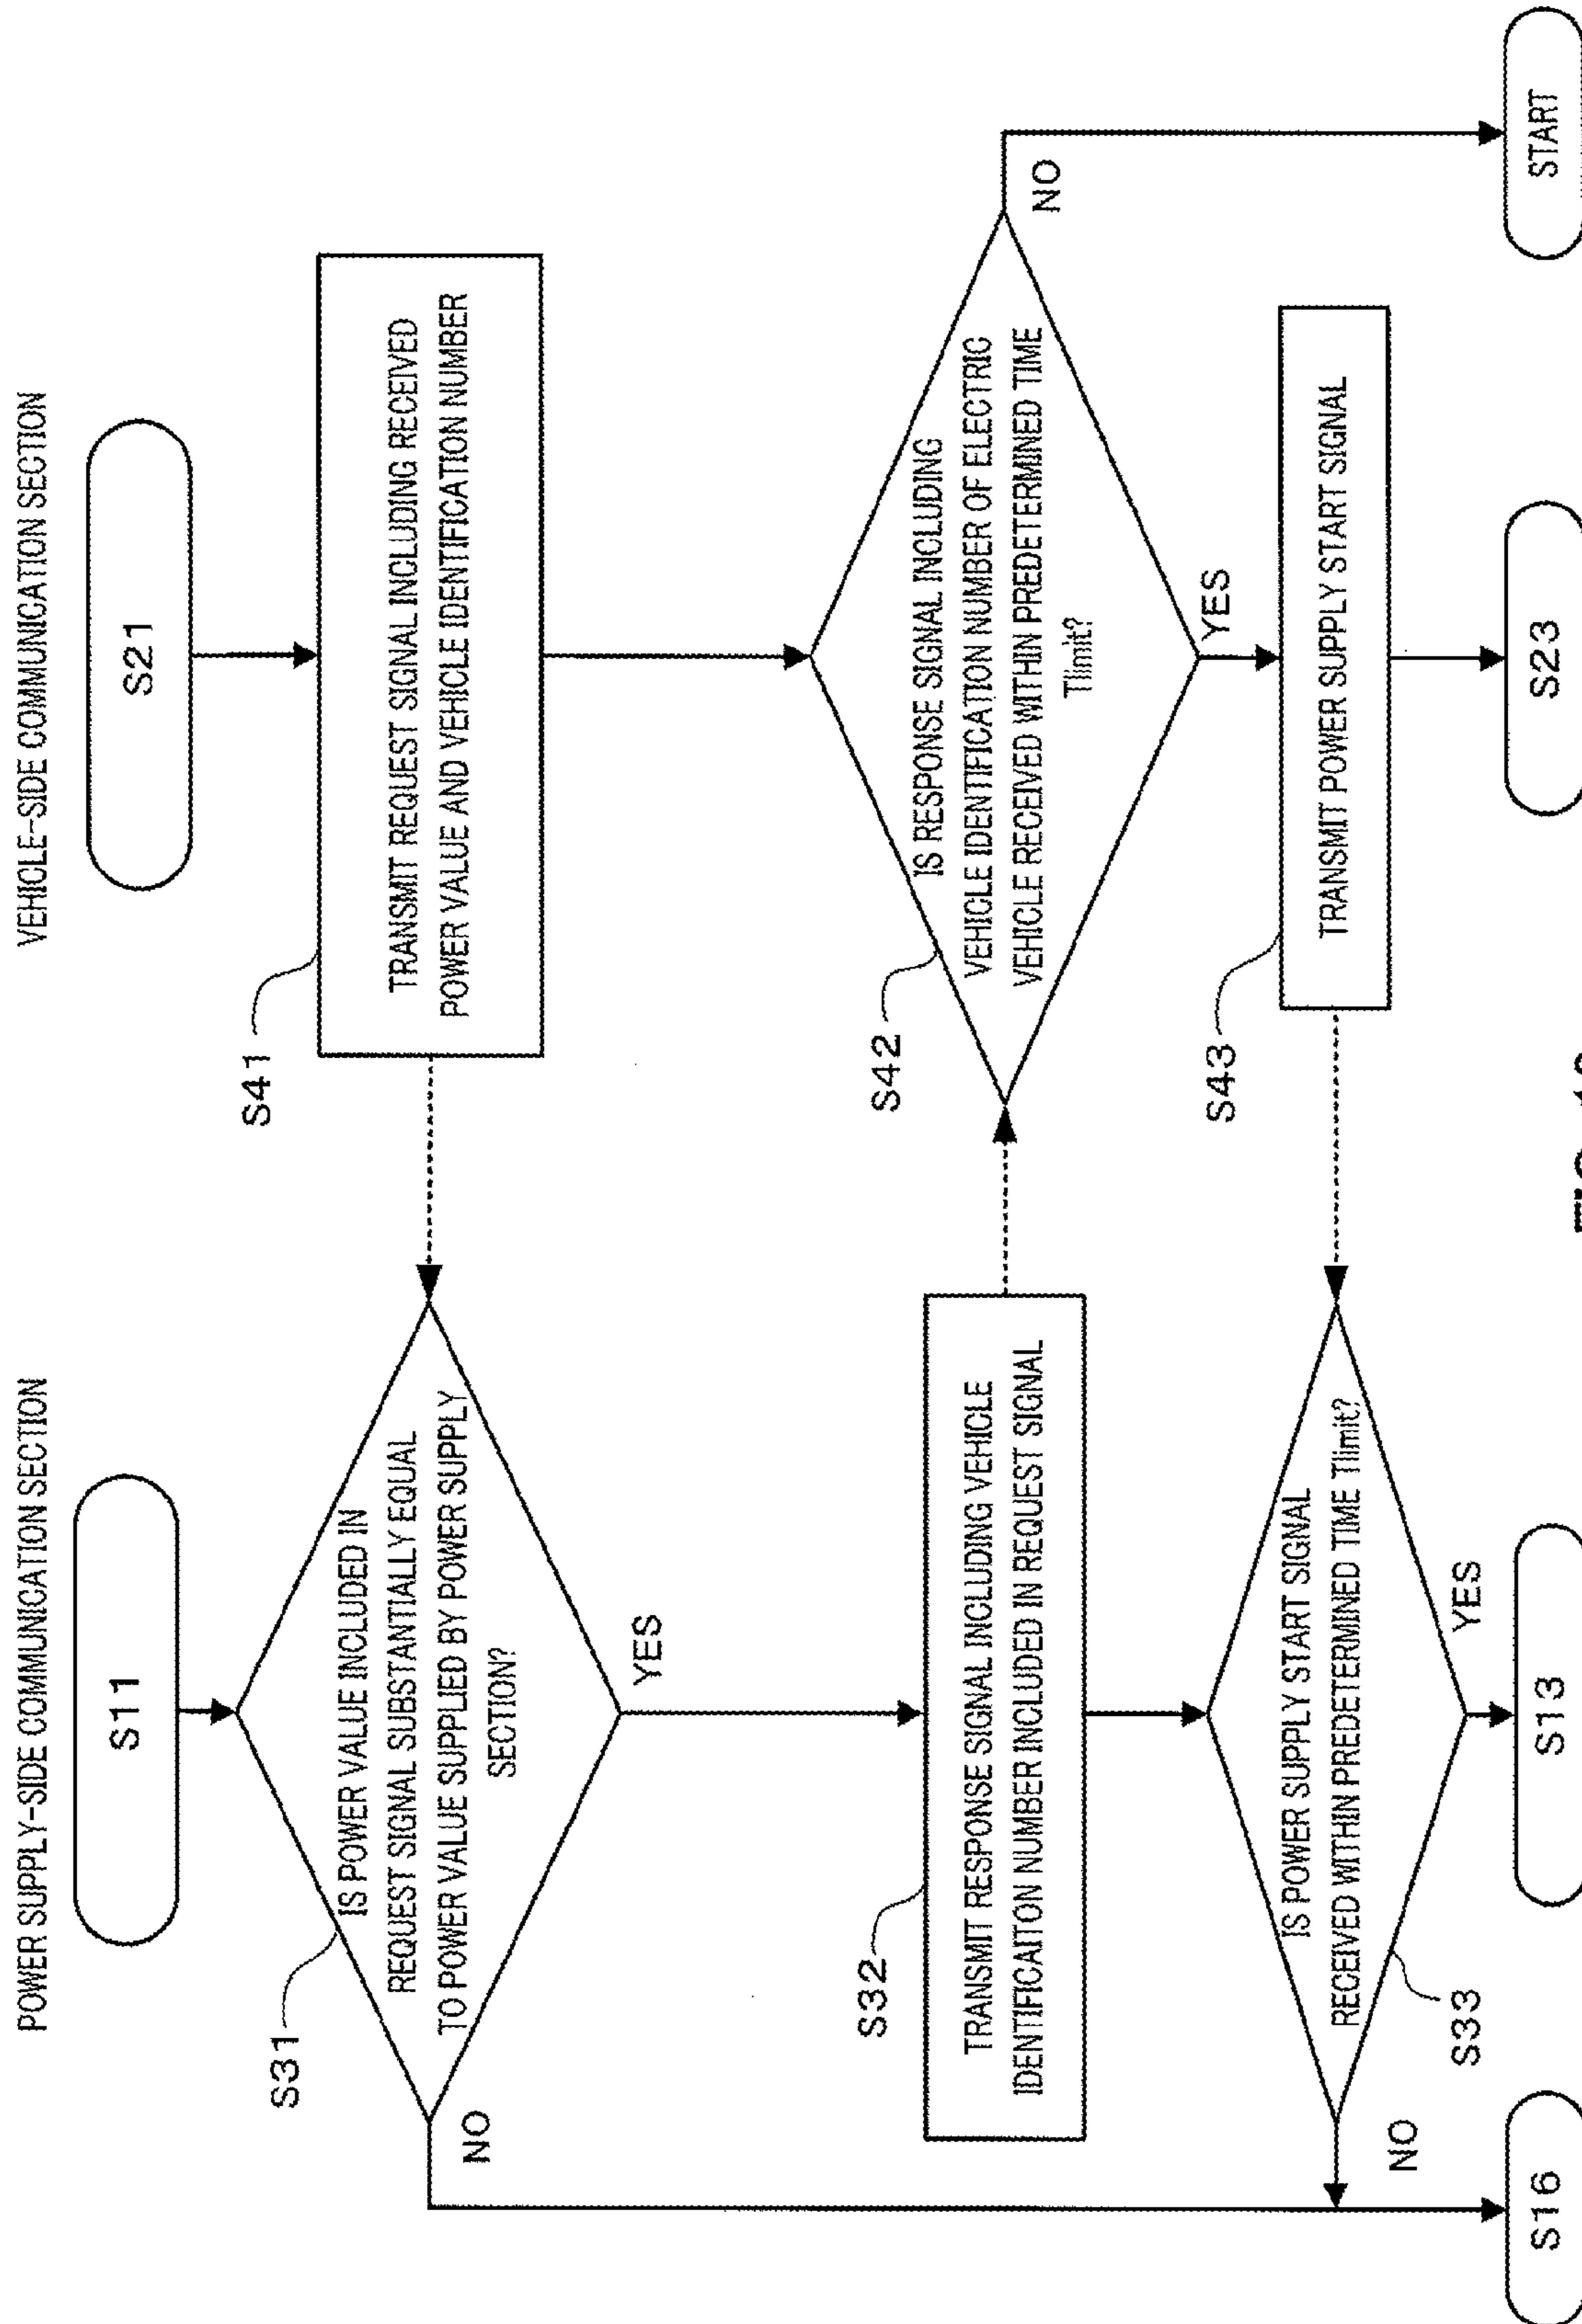 POWER SUPPLY-SIDE COMMUNICATION SECTION
VEHICLE-SIDE COMMUNICATION SECTION
S11
S21
S31
IS POWER VALUE INCLUDED IN
REQUEST SIGNAL SUBSTANTIALLY EQUAL
TO POWER VALUE SUPPLIED BY POWER SUPPLY
SECTION?
NO
YES
S41
TRANSMIT REQUEST SIGNAL INCLUDING RECEIVED
POWER VALUE AND VEHICLE IDENTIFICATION NUMBER
S32
TRANSMIT RESPONSE SIGNAL INCLUDING VEHICLE
IDENTIFICAITON NUMBER INCLUDED IN REQUEST SIGNAL
S42
IS RESPONSE SIGNAL INCLUDING
VEHICLE IDENTIFICATION NUMBER OF ELECTRIC
VEHICLE RECEIVED WITHIN PREDETERMINED TIME
Tlimit?
NO
YES
IS POWER SUPPLY START SIGNAL
RECEIVED WITHIN PREDETERMINED TIME Tlimit?
S33
NO
YES
S43
TRANSMIT POWER SUPPLY START SIGNAL
S16
S13
S23
START